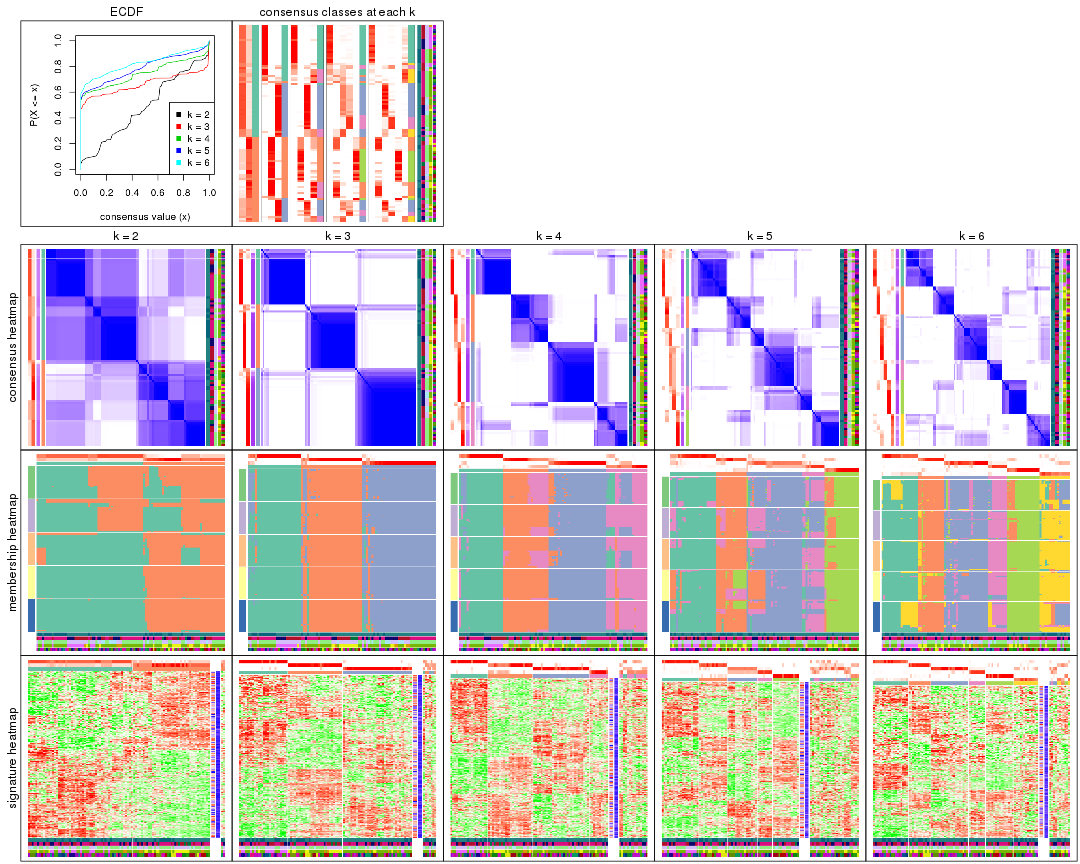 ECDF
consensus classes at each k
P(X <= x)
1.0
0.8
0.6
0.4
0.2
0.0
k = 2
k = 3
k = 4
k = 5
k = 6
0.0 0.2 0.4 0.6 0.8 1.0
consensus value (x)
k = 2
k = 3
k = 4
k = 5
k = 6
consensus heatmap
membership heatmap
signature heatmap